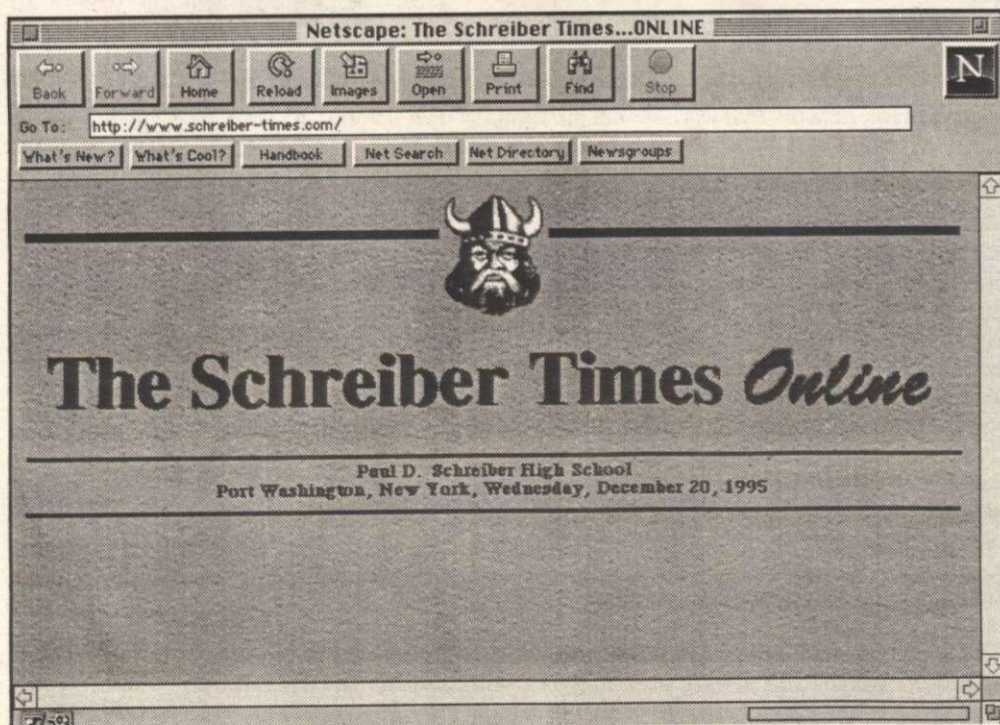 Netscape: The Schreiber Times...ONLINE
Back Forward Home Reload Images Open Print Find Stop
N
Go To: http://www.schreiber-times.com/
What's New? What's Cool? Handbook Net Search Net Directory Newsgroups
The Schreiber Times Online
Paul D. Schreiber High School
Port Washington, New York, Wednesday, December 20, 1995